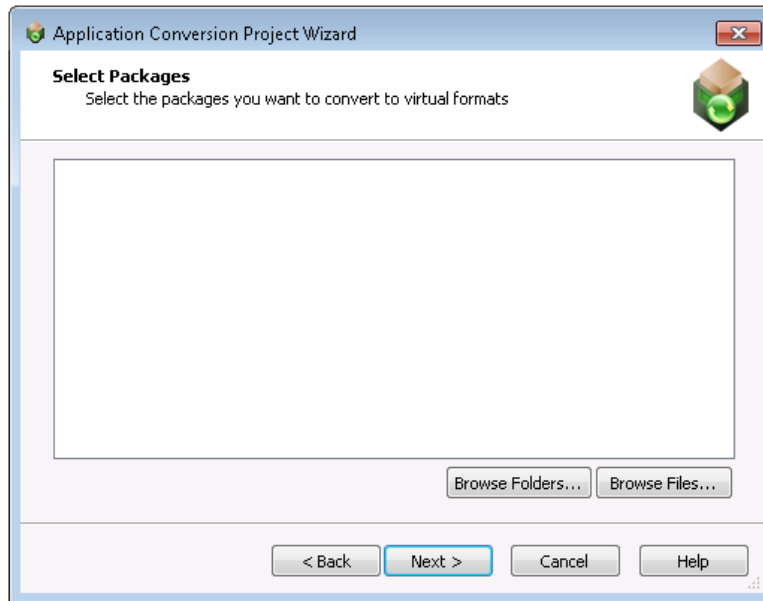 Application Conversion Project Wizard
Select Packages
Select the packages you want to convert to virtual formats
Browse Folders... Browse Files...
< Back Next > Cancel Help